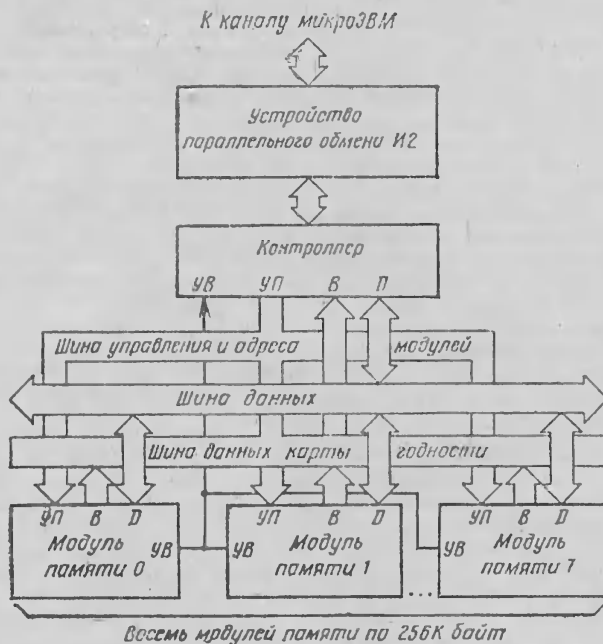 К каналу микроЭВМ
Устройство
параллельного обмени И2
Контроллер
УВ УП В П
Шина управления и адреса модулей
Шина данных
Шина данных карты годности
УП В D УП В D УП В D
Модуль УВ УВ Модуль УВ Модуль
памяти 0 памяти 1 ... памяти 7
Восемь мрдулей памяти по 256К байт